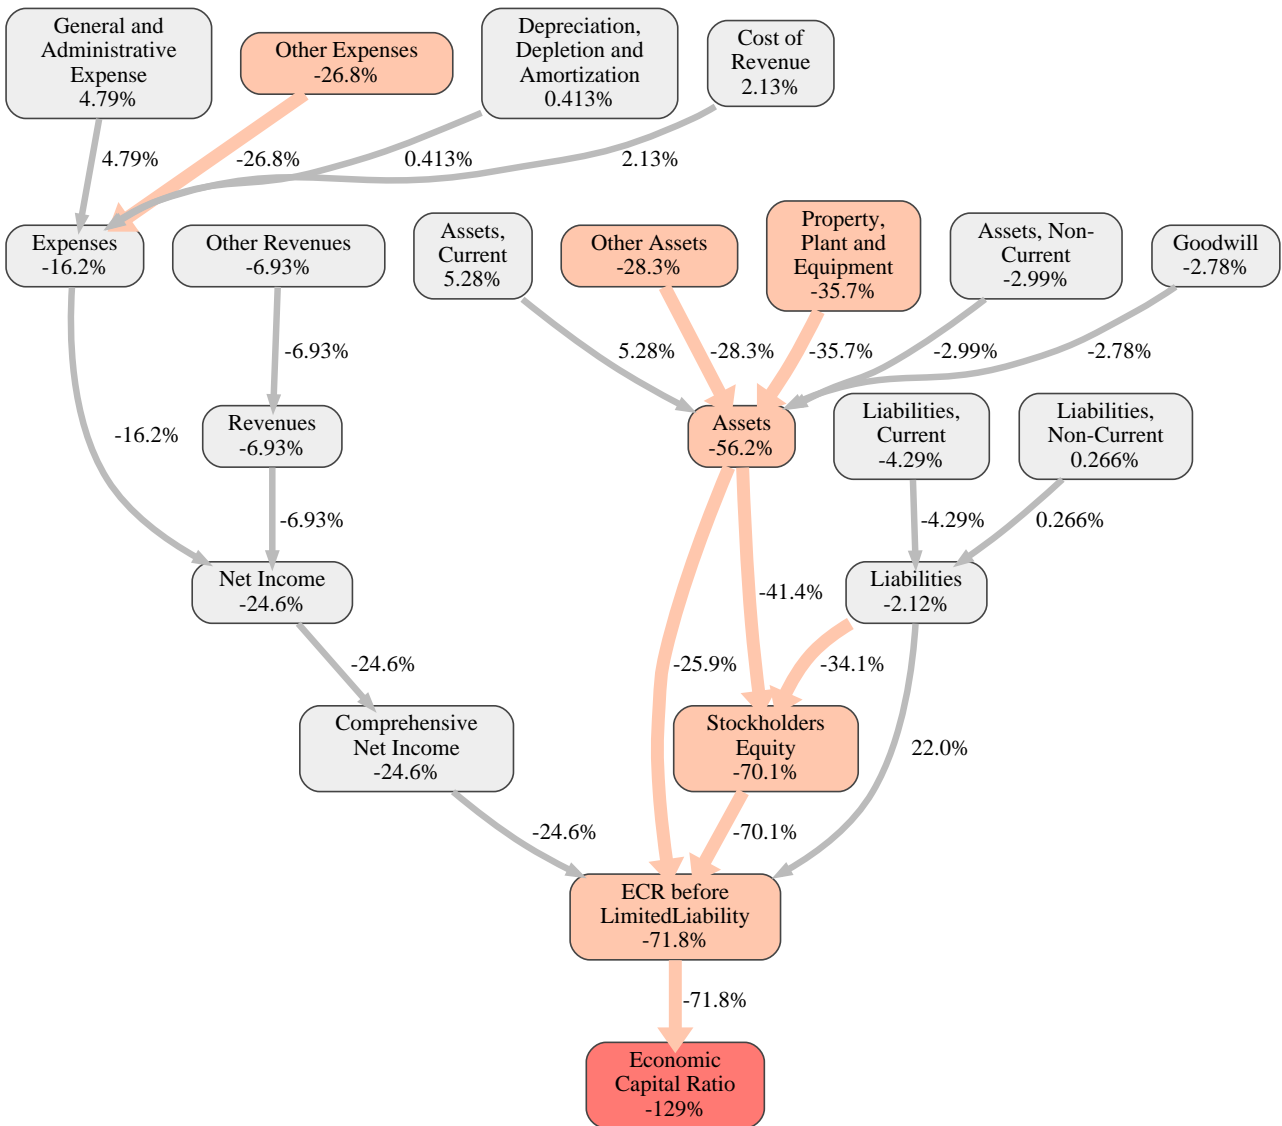 General and
Administrative
Expense
4.79%
Other Expenses
-26.8%
Depreciation,
Depletion and
Amortization
0.413%
Cost of
Revenue
2.13%
4.79%
-26.8%
0.413%
2.13%
Expenses
-16.2%
Other Revenues
-6.93%
Assets,
Current
5.28%
Other Assets
-28.3%
Property,
Plant and
Equipment
-35.7%
Assets, Non-
Current
-2.99%
Goodwill
-2.78%
-6.93%
5.28%
-28.3%
-35.7%
-2.99%
-2.78%
-16.2%
Revenues
-6.93%
Assets
-56.2%
Liabilities,
Current
-4.29%
Liabilities,
Non-Current
0.266%
-6.93%
-4.29%
0.266%
Net Income
-24.6%
-41.4%
Liabilities
-2.12%
-24.6%
-25.9%
-34.1%
Comprehensive
Net Income
-24.6%
Stockholders
Equity
-70.1%
22.0%
-24.6%
-70.1%
ECR before
LimitedLiability
-71.8%
-71.8%
Economic
Capital Ratio
-129%